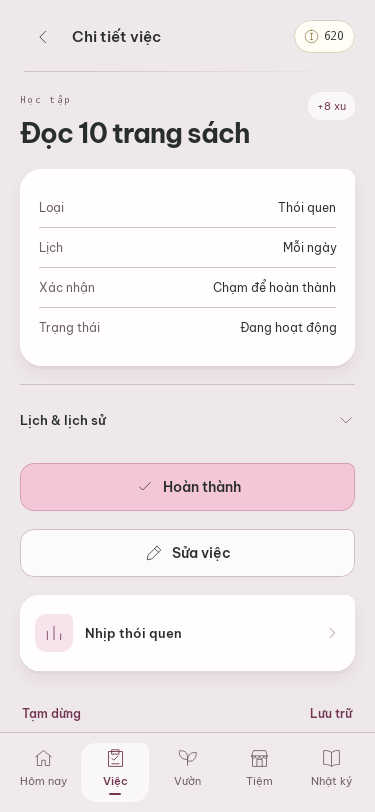 Chi tiết việc
620
Học tập
+8 xu
Đọc 10 trang sách
Loại
Thói quen
Lịch
Mỗi ngày
Xác nhận
Chạm để hoàn thành
Trạng thái
Đang hoạt động
Lịch & lịch sử
Hoàn thành
Sửa việc
Nhịp thói quen
Tạm dừng
Lưu trữ
Hôm nay
Việc
Vườn
Tiệm
Nhật ký